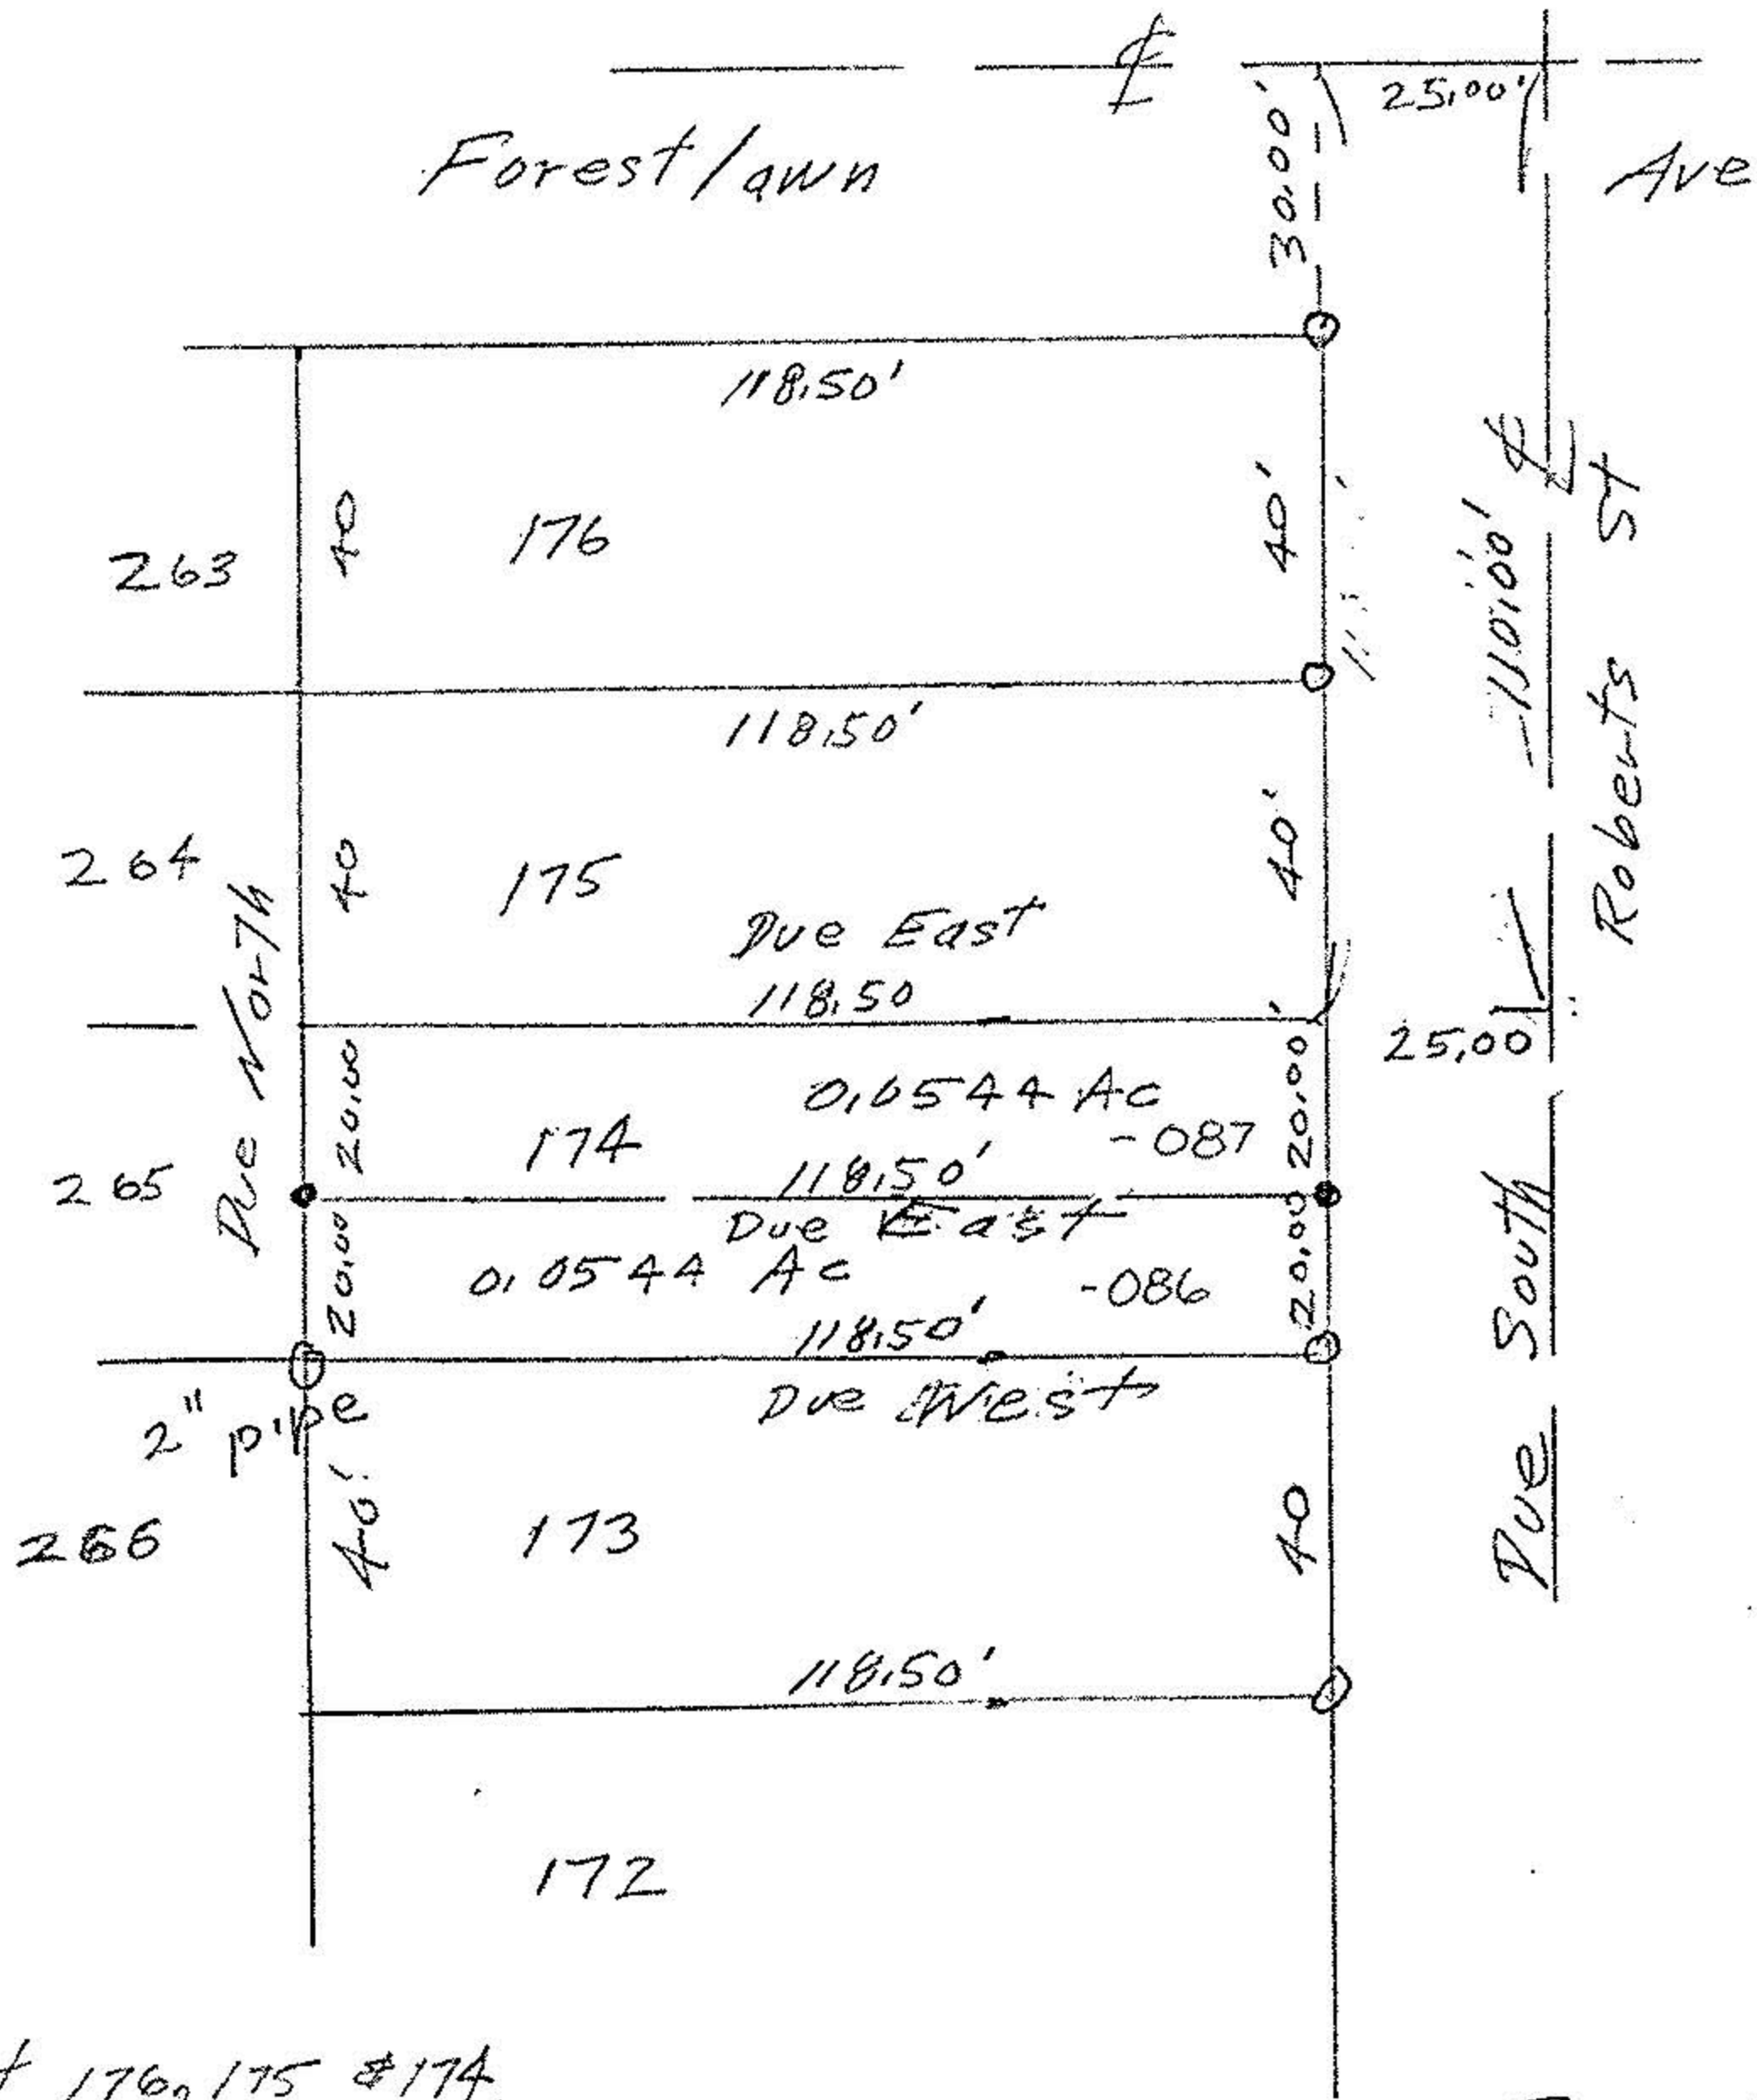 ℄
25.00'
Forest lawn
Ave
30.00'
118.50'
263
40
176
40'
110.00'
℄
Roberts St
118.50'
264
40
175
40'
Due North
Due East
118.50
25.00
20.00
0.0544 Ac
20.00'
265
174
-087
118.50'
Due East
20.00
0.0544 Ac
-086
20.00
118.50'
Due West
2" pipe
Due South
266
40'
173
40
118.50'
172
176, 175 & 174